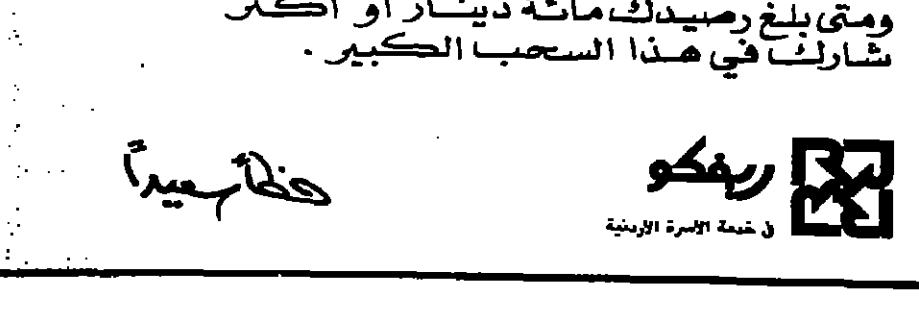 ومتى بلغ رصيدك مائة دينار أو أكثر
شارك في هذا السحب الكبير .
ريفكو
في خدمة الأسرة الأردنية
حظاً سعيداً